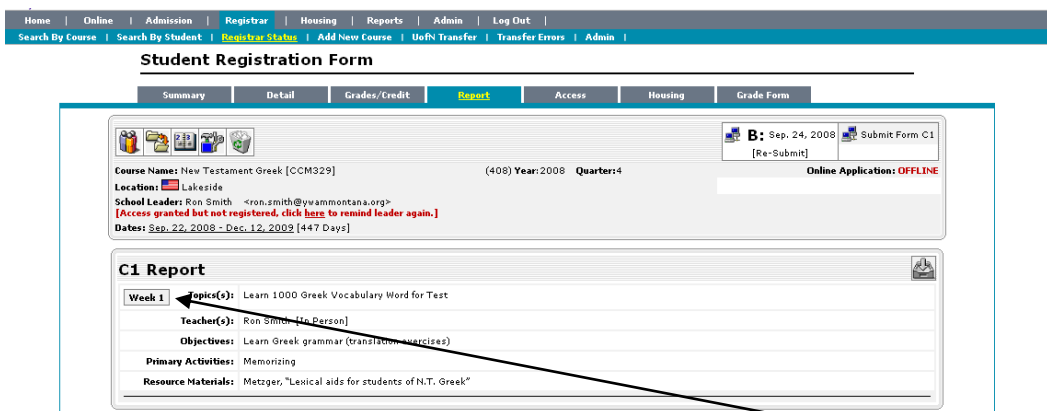 Home | Online | Admission | Registrar | Housing | Reports | Admin | Log Out |
Search By Course | Search By Student | Registrar Status | Add New Course | UofN Transfer | Transfer Errors | Admin |
Student Registration Form
Summary Detail Grades/Credit Report Access Housing Grade Form
B: Sep. 24, 2008 Submit Form C1
[Re-Submit]
Course Name: New Testament Greek [CCM329] (408) Year:2008 Quarter:4 Online Application: OFFLINE
Location: Lakeside
School Leader: Ron Smith <ron.smith@ywammontana.org>
[Access granted but not registered, click here to remind leader again.]
Dates: Sep. 22, 2008 - Dec. 12, 2009 [447 Days]
C1 Report
Week 1 Topics(s): Learn 1000 Greek Vocabulary Word for Test
Teacher(s): Ron Smith [In Person]
Objectives: Learn Greek grammar (translation exercises)
Primary Activities: Memorizing
Resource Materials: Metzger, "Lexical aids for students of N.T. Greek"